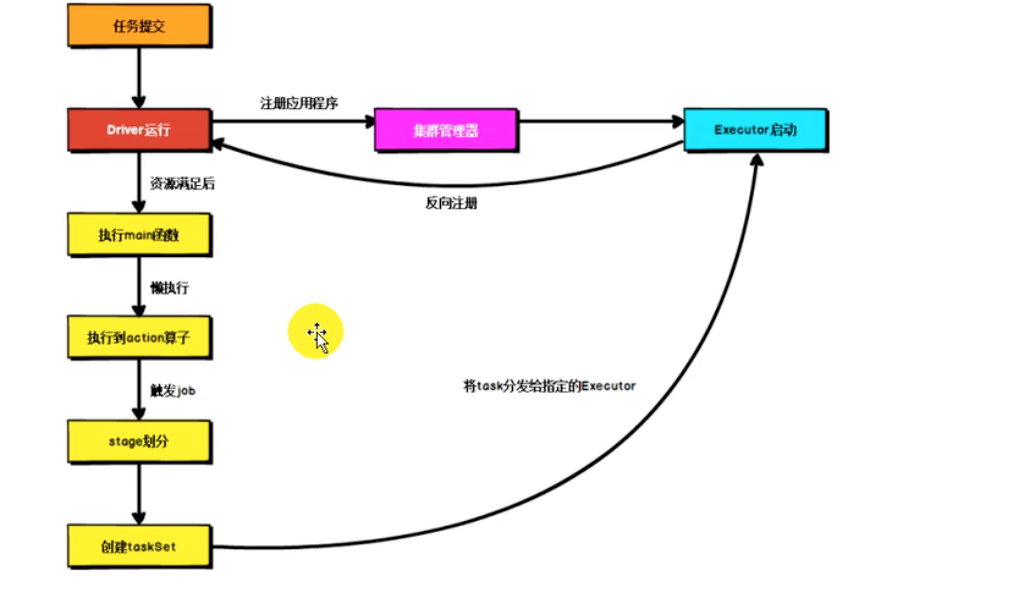 任务提交
注册应用程序
Driver运行
集群管理器
Executor启动
资源满足后
反向注册
执行main函数
懒执行
执行到action算子
将task分发给指定的Executor
触发job
stage划分
创建taskSet